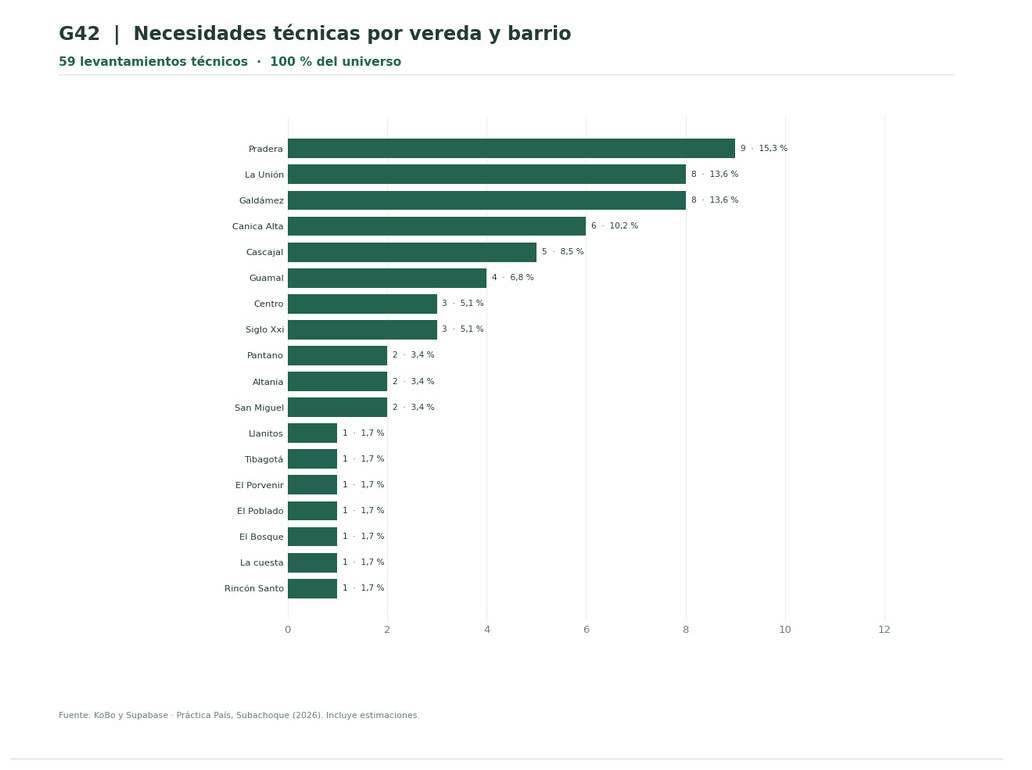 G42 | Necesidades técnicas por vereda y barrio
59 levantamientos técnicos · 100 % del universo
Pradera 9 · 15,3 %
La Unión 8 · 13,6 %
Galdámez 8 · 13,6 %
Canica Alta 6 · 10,2 %
Cascajal 5 · 8,5 %
Guamal 4 · 6,8 %
Centro 3 · 5,1 %
Siglo Xxi 3 · 5,1 %
Pantano 2 · 3,4 %
Altania 2 · 3,4 %
San Miguel 2 · 3,4 %
Llanitos 1 · 1,7 %
Tibagotá 1 · 1,7 %
El Porvenir 1 · 1,7 %
El Poblado 1 · 1,7 %
El Bosque 1 · 1,7 %
La cuesta 1 · 1,7 %
Rincón Santo 1 · 1,7 %
0 2 4 6 8 10 12
Fuente: KoBo y Supabase · Práctica País, Subachoque (2026). Incluye estimaciones.